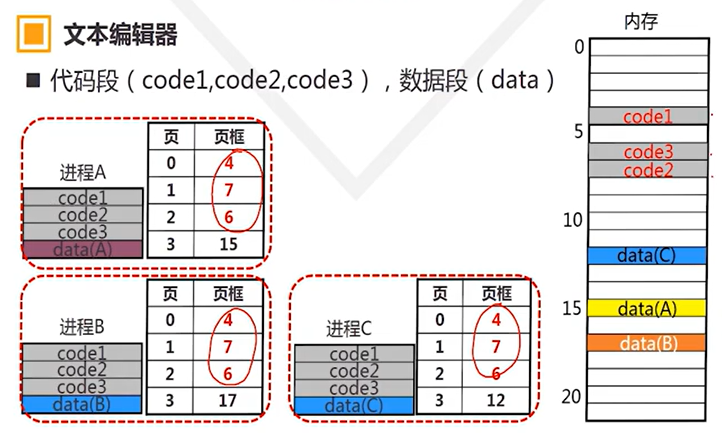 文本编辑器
代码段（code1,code2,code3），数据段（data）
进程A
code1
code2
code3
data(A)
页 页框
0 4
1 7
2 6
3 15
进程B
code1
code2
code3
data(B)
页 页框
0 4
1 7
2 6
3 17
进程C
code1
code2
code3
data(C)
页 页框
0 4
1 7
2 6
3 12
内存
0
code1
5
code3
code2
10
data(C)
15 data(A)
data(B)
20